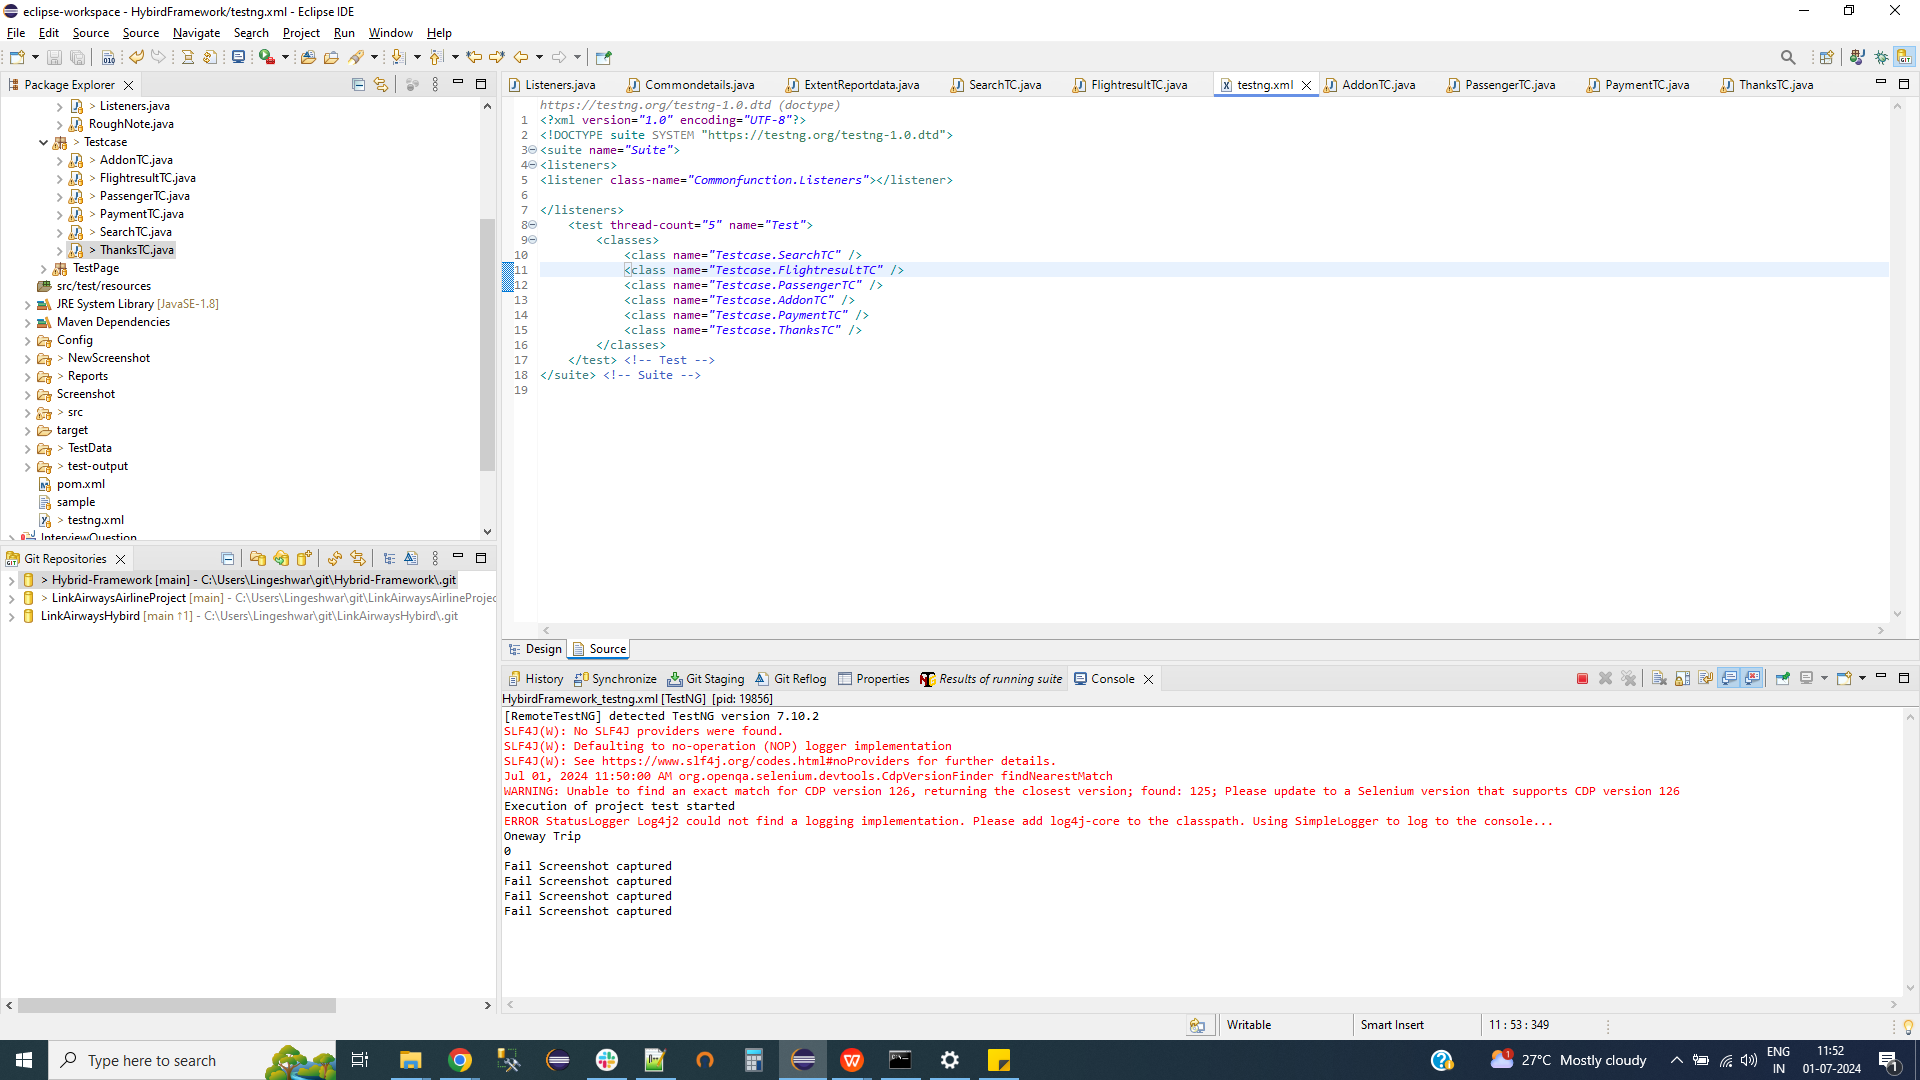 eclipse-workspace - HybirdFramework/testng.xml - Eclipse IDE
File Edit Source Source Navigate Search Project Run Window Help
Package Explorer
> Listeners.java
RoughNote.java
> Testcase
> AddonTC.java
> FlightresultTC.java
> PassengerTC.java
> PaymentTC.java
> SearchTC.java
> ThanksTC.java
TestPage
src/test/resources
JRE System Library [JavaSE-1.8]
Maven Dependencies
Config
> NewScreenshot
> Reports
Screenshot
> src
target
> TestData
> test-output
pom.xml
sample
> testng.xml
InterviewQuestion
Git Repositories
> Hybrid-Framework [main] - C:\Users\Lingeshwar\git\Hybrid-Framework\.git
> LinkAirwaysAirlineProject [main] - C:\Users\Lingeshwar\git\LinkAirwaysAirlineProjec
LinkAirwaysHybird [main ↑1] - C:\Users\Lingeshwar\git\LinkAirwaysHybird\.git
Listeners.java Commondetails.java ExtentReportdata.java SearchTC.java FlightresultTC.java testng.xml AddonTC.java PassengerTC.java PaymentTC.java ThanksTC.java
https://testng.org/testng-1.0.dtd (doctype)
1 <?xml version="1.0" encoding="UTF-8"?>
2 <!DOCTYPE suite SYSTEM "https://testng.org/testng-1.0.dtd">
3 <suite name="Suite">
4 <listeners>
5 <listener class-name="Commonfunction.Listeners"></listener>
6
7 </listeners>
8 <test thread-count="5" name="Test">
9 <classes>
10 <class name="Testcase.SearchTC" />
11 <class name="Testcase.FlightresultTC" />
12 <class name="Testcase.PassengerTC" />
13 <class name="Testcase.AddonTC" />
14 <class name="Testcase.PaymentTC" />
15 <class name="Testcase.ThanksTC" />
16 </classes>
17 </test> <!-- Test -->
18 </suite> <!-- Suite -->
19
Design Source
History Synchronize Git Staging Git Reflog Properties Results of running suite Console
HybirdFramework_testng.xml [TestNG] [pid: 19856]
[RemoteTestNG] detected TestNG version 7.10.2
SLF4J(W): No SLF4J providers were found.
SLF4J(W): Defaulting to no-operation (NOP) logger implementation
SLF4J(W): See https://www.slf4j.org/codes.html#noProviders for further details.
Jul 01, 2024 11:50:00 AM org.openqa.selenium.devtools.CdpVersionFinder findNearestMatch
WARNING: Unable to find an exact match for CDP version 126, returning the closest version; found: 125; Please update to a Selenium version that supports CDP version 126
Execution of project test started
ERROR StatusLogger Log4j2 could not find a logging implementation. Please add log4j-core to the classpath. Using SimpleLogger to log to the console...
Oneway Trip
0
Fail Screenshot captured
Fail Screenshot captured
Fail Screenshot captured
Fail Screenshot captured
Writable Smart Insert 11 : 53 : 349
Type here to search
27°C Mostly cloudy
ENG
IN
11:52
01-07-2024